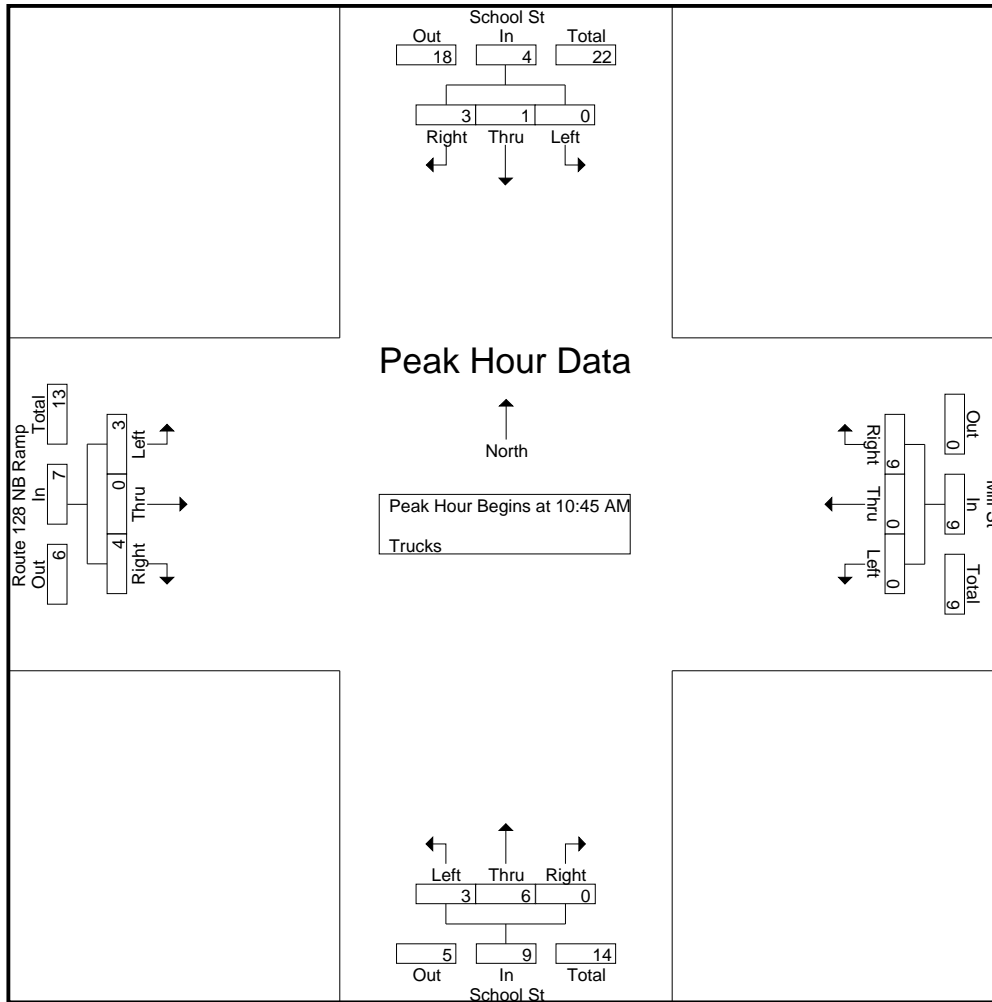 School St
Out In Total
18 4 22
3 1 0
Right Thru Left
Peak Hour Data
North
Peak Hour Begins at 10:45 AM
Trucks
Route 128 NB Ramp
Out In Total
6 7 13
3 0 4
Left Thru Right
Mill St
Out In Total
0 9 9
9 0 0
Right Thru Left
Left Thru Right
3 6 0
5 9 14
Out In Total
School St